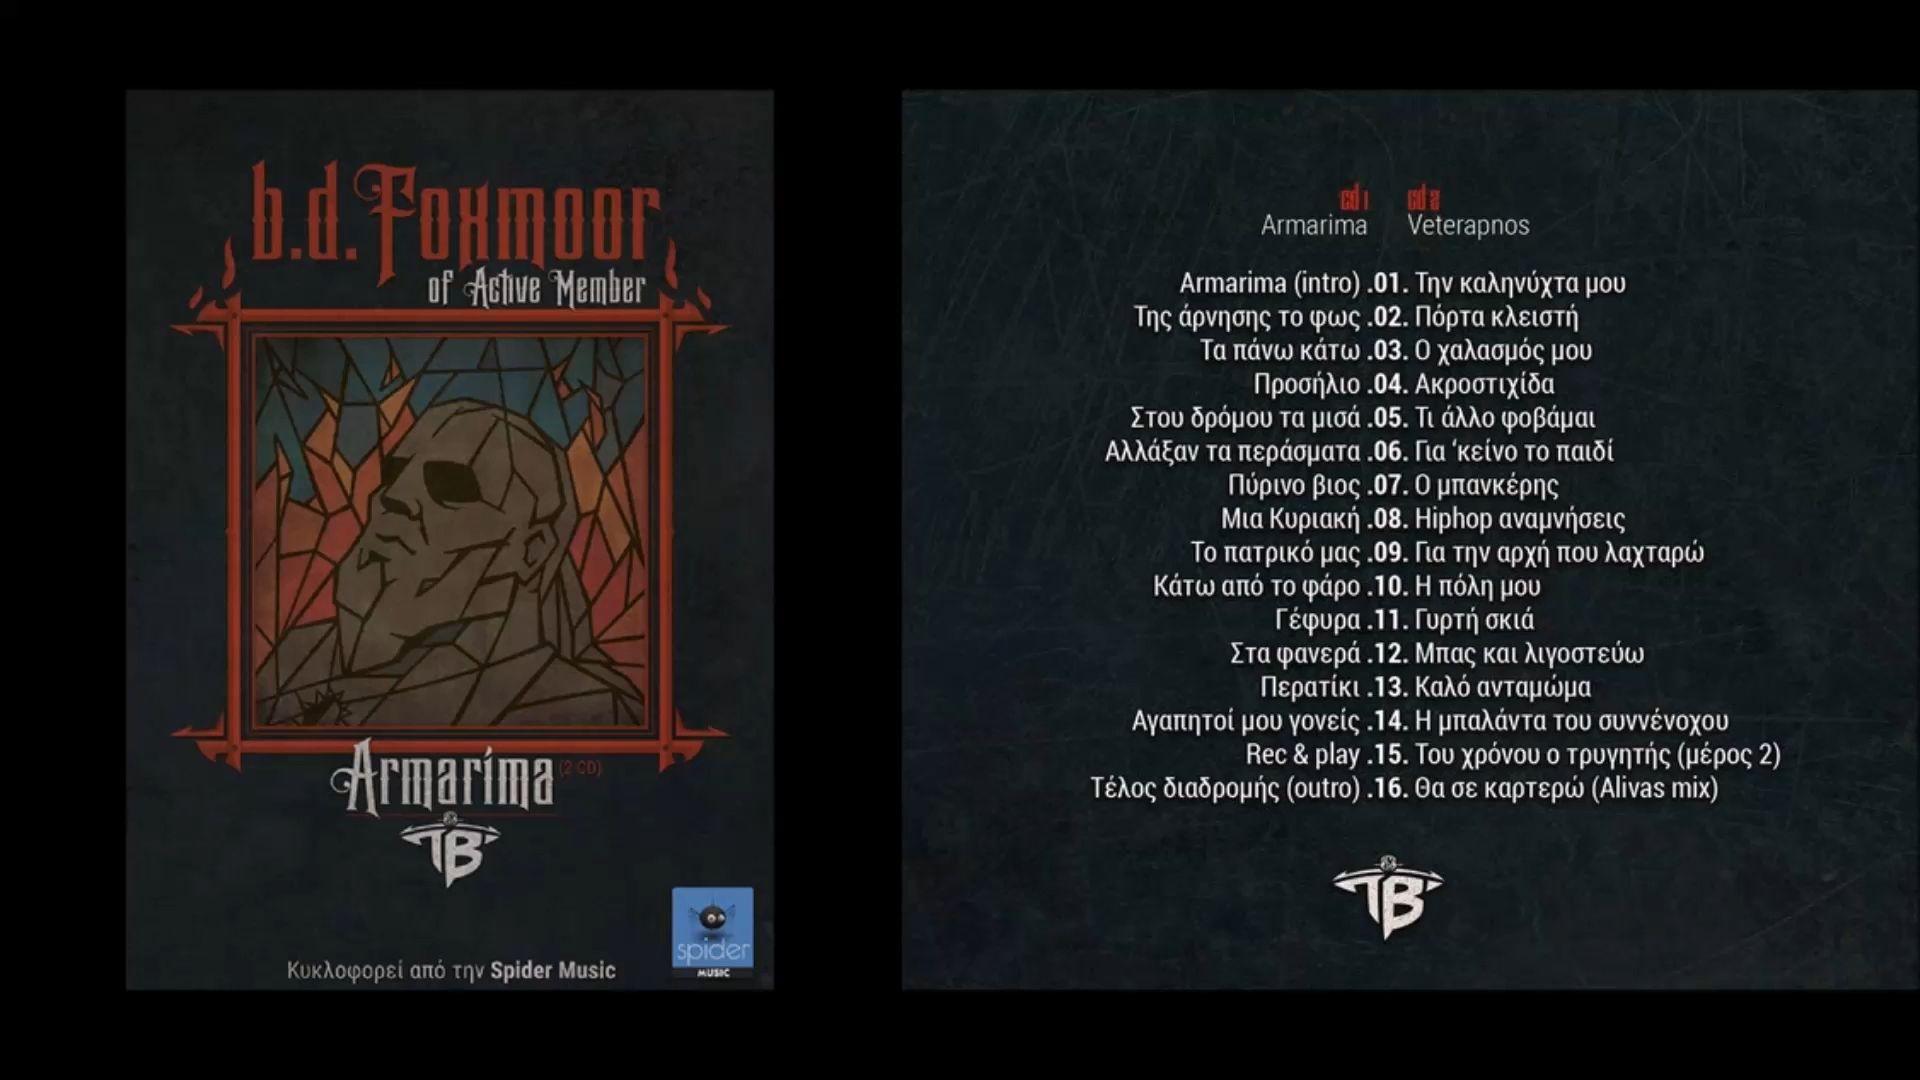 b.d. Foxmoor
of Active Member
Armarima (2 CD)
TB
spider
MUSIC
Κυκλοφορεί από την Spider Music
cd 1 cd 2
Armarima Veterapnos
Armarima (intro) .01. Την καληνύχτα μου
Της άρνησης το φως .02. Πόρτα κλειστή
Τα πάνω κάτω .03. Ο χαλασμός μου
Προσήλιο .04. Ακροστιχίδα
Στου δρόμου τα μισά .05. Τι άλλο φοβάμαι
Αλλάξαν τα περάσματα .06. Για ‘κείνο το παιδί
Πύρινο βιος .07. Ο μπανκέρης
Μια Κυριακή .08. Hiphop αναμνήσεις
Το πατρικό μας .09. Για την αρχή που λαχταρώ
Κάτω από το φάρο .10. Η πόλη μου
Γέφυρα .11. Γυρτή σκιά
Στα φανερά .12. Μπας και λιγοστεύω
Περατίκι .13. Καλό ανταμώμα
Αγαπητοί μου γονείς .14. Η μπαλάντα του συννένοχου
Rec & play .15. Του χρόνου ο τρυγητής (μέρος 2)
Τέλος διαδρομής (outro) .16. Θα σε καρτερώ (Alivas mix)
TB